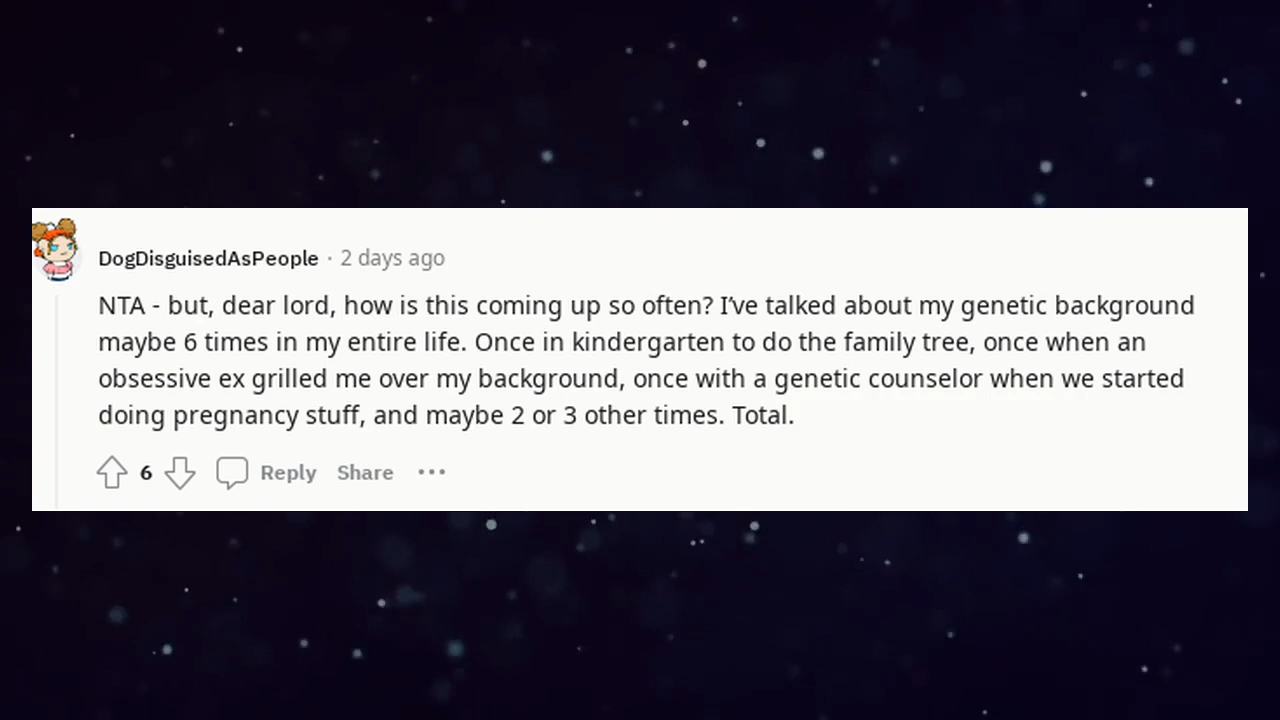 DogDisguisedAsPeople · 2 days ago
NTA - but, dear lord, how is this coming up so often? I’ve talked about my genetic background
maybe 6 times in my entire life. Once in kindergarten to do the family tree, once when an
obsessive ex grilled me over my background, once with a genetic counselor when we started
doing pregnancy stuff, and maybe 2 or 3 other times. Total.
6 Reply Share ···